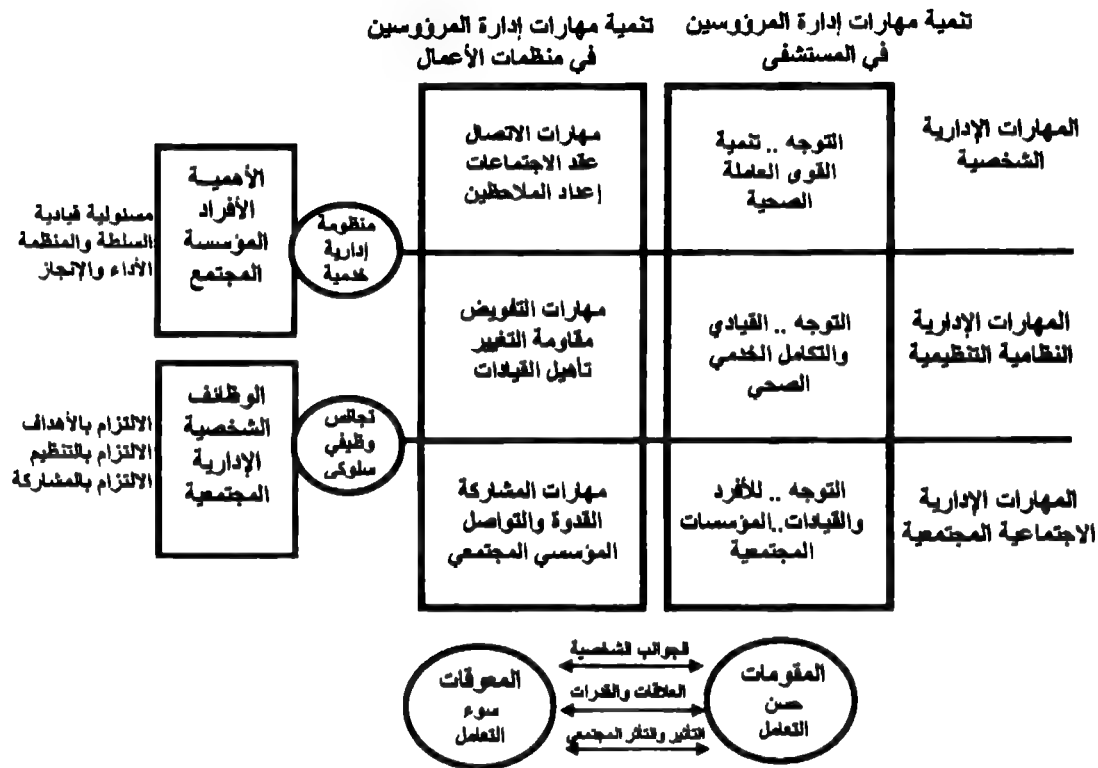 تنمية مهارات إدارة المرؤوسين
في المستشفى
تنمية مهارات إدارة المرؤوسين
في منظمات الأعمال
المهارات الإدارية
الشخصية
التوجه .. تنمية
القوى العاملة
الصحية
مهارات الاتصال
عقد الاجتماعات
إعداد الملاحظين
منظومة
إدارية
خدمية
الأهمية
الأفراد
المؤسسة
المجتمع
مسئولية قيادية
السلطة والمنظمة
الأداء والإنجاز
المهارات الإدارية
النظامية التنظيمية
التوجه .. القيادي
والتكامل الخدمي
الصحي
مهارات التفويض
مقاومة التغيير
تأهيل القيادات
تجانس
وظيفي
سلوكى
الوظائف
الشخصية
الإدارية
المجتمعية
الالتزام بالأهداف
الالتزام بالتنظيم
الالتزام بالمشاركة
المهارات الإدارية
الاجتماعية المجتمعية
التوجه .. للأفرد
والقيادات..المؤسسات
المجتمعية
مهارات المشاركة
القدوة والتواصل
المؤسسي المجتمعي
المقومات
حسن
التعامل
الجوانب الشخصية
العلاقات والقدرات
التأثير والتأثر المجتمعي
المعوقات
سوء
التعامل